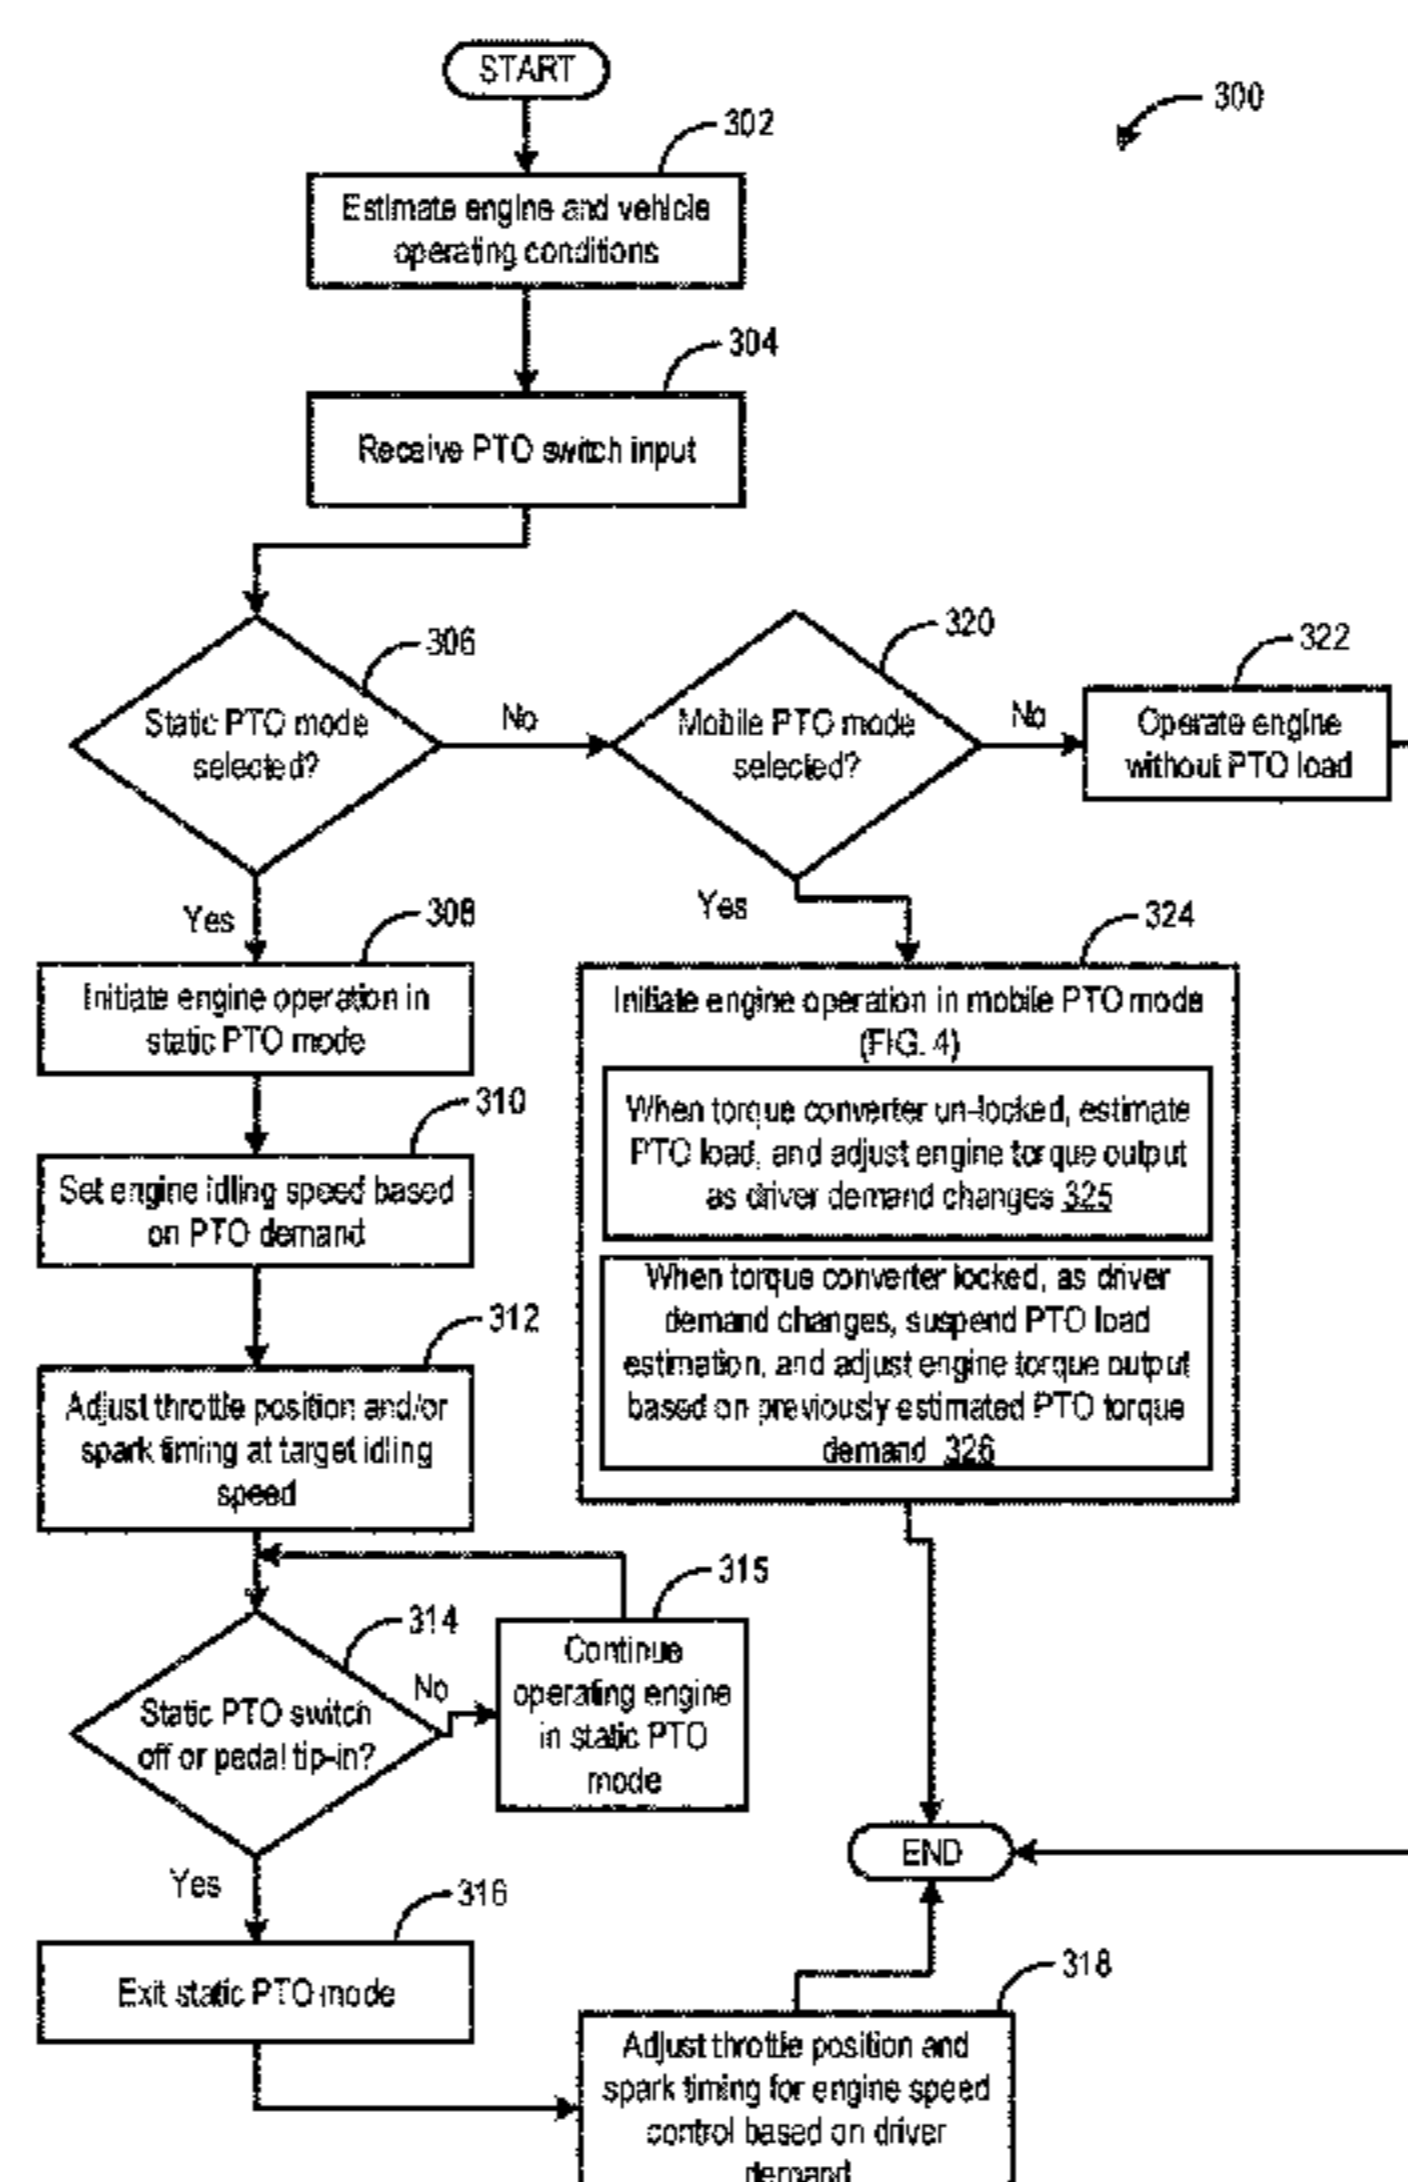 START
300
302
Estimate engine and vehicle
operating conditions
304
Receive PTO switch input
306
Static PTO mode
selected?
No
320
Mobile PTO mode
selected?
No
322
Operate engine
without PTO load
Yes
308
Initiate engine operation in
static PTO mode
310
Set engine idling speed based
on PTO demand
312
Adjust throttle position and/or
spark timing at target idling
speed
Yes
324
Initiate engine operation in mobile PTO mode
(FIG. 4)
When torque converter un-locked, estimate
PTO load, and adjust engine torque output
as driver demand changes 325
When torque converter locked, as driver
demand changes, suspend PTO load
estimation, and adjust engine torque output
based on previously estimated PTO torque
demand 326
314
Static PTO switch
off or pedal tip-in?
No
315
Continue
operating engine
in static PTO
mode
Yes
316
Exit static PTO mode
END
318
Adjust throttle position and
spark timing for engine speed
control based on driver
demand